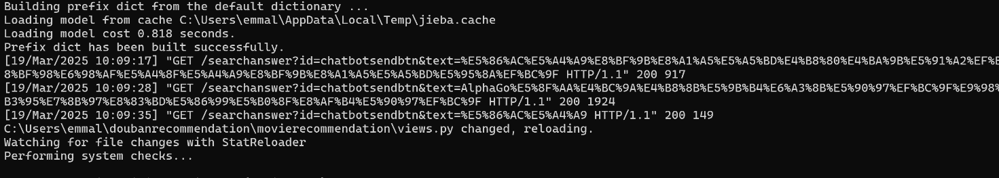 Building prefix dict from the default dictionary ...
Loading model from cache C:\Users\emmal\AppData\Local\Temp\jieba.cache
Loading model cost 0.818 seconds.
Prefix dict has been built successfully.
[19/Mar/2025 10:09:17] "GET /searchanswer?id=chatbotsendbtn&text=%E5%86%AC%E5%A4%A9%E8%BF%9B%E8%A1%A5%E5%A5%BD%E4%B8%80%E4%BA%9B%E5%91%A2%EF%B
8%BF%98%E6%98%AF%E5%A4%8F%E5%A4%A9%E8%BF%9B%E8%A1%A5%E5%A5%BD%E5%95%8A%EF%BC%9F HTTP/1.1" 200 917
[19/Mar/2025 10:09:28] "GET /searchanswer?id=chatbotsendbtn&text=AlphaGo%E5%8F%AA%E4%BC%9A%E4%B8%8B%E5%9B%B4%E6%A3%8B%E5%90%97%EF%BC%9F%E9%98%
B3%95%E7%8B%97%E8%83%BD%E5%86%99%E5%B0%8F%E8%AF%B4%E5%90%97%EF%BC%9F HTTP/1.1" 200 1924
[19/Mar/2025 10:09:35] "GET /searchanswer?id=chatbotsendbtn&text=%E5%86%AC%E5%A4%A9 HTTP/1.1" 200 149
C:\Users\emmal\doubanrecommendation\movierecommendation\views.py changed, reloading.
Watching for file changes with StatReloader
Performing system checks...